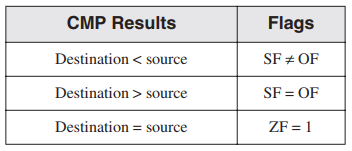 CMP Results Flags
Destination < source SF ≠ OF
Destination > source SF = OF
Destination = source ZF = 1